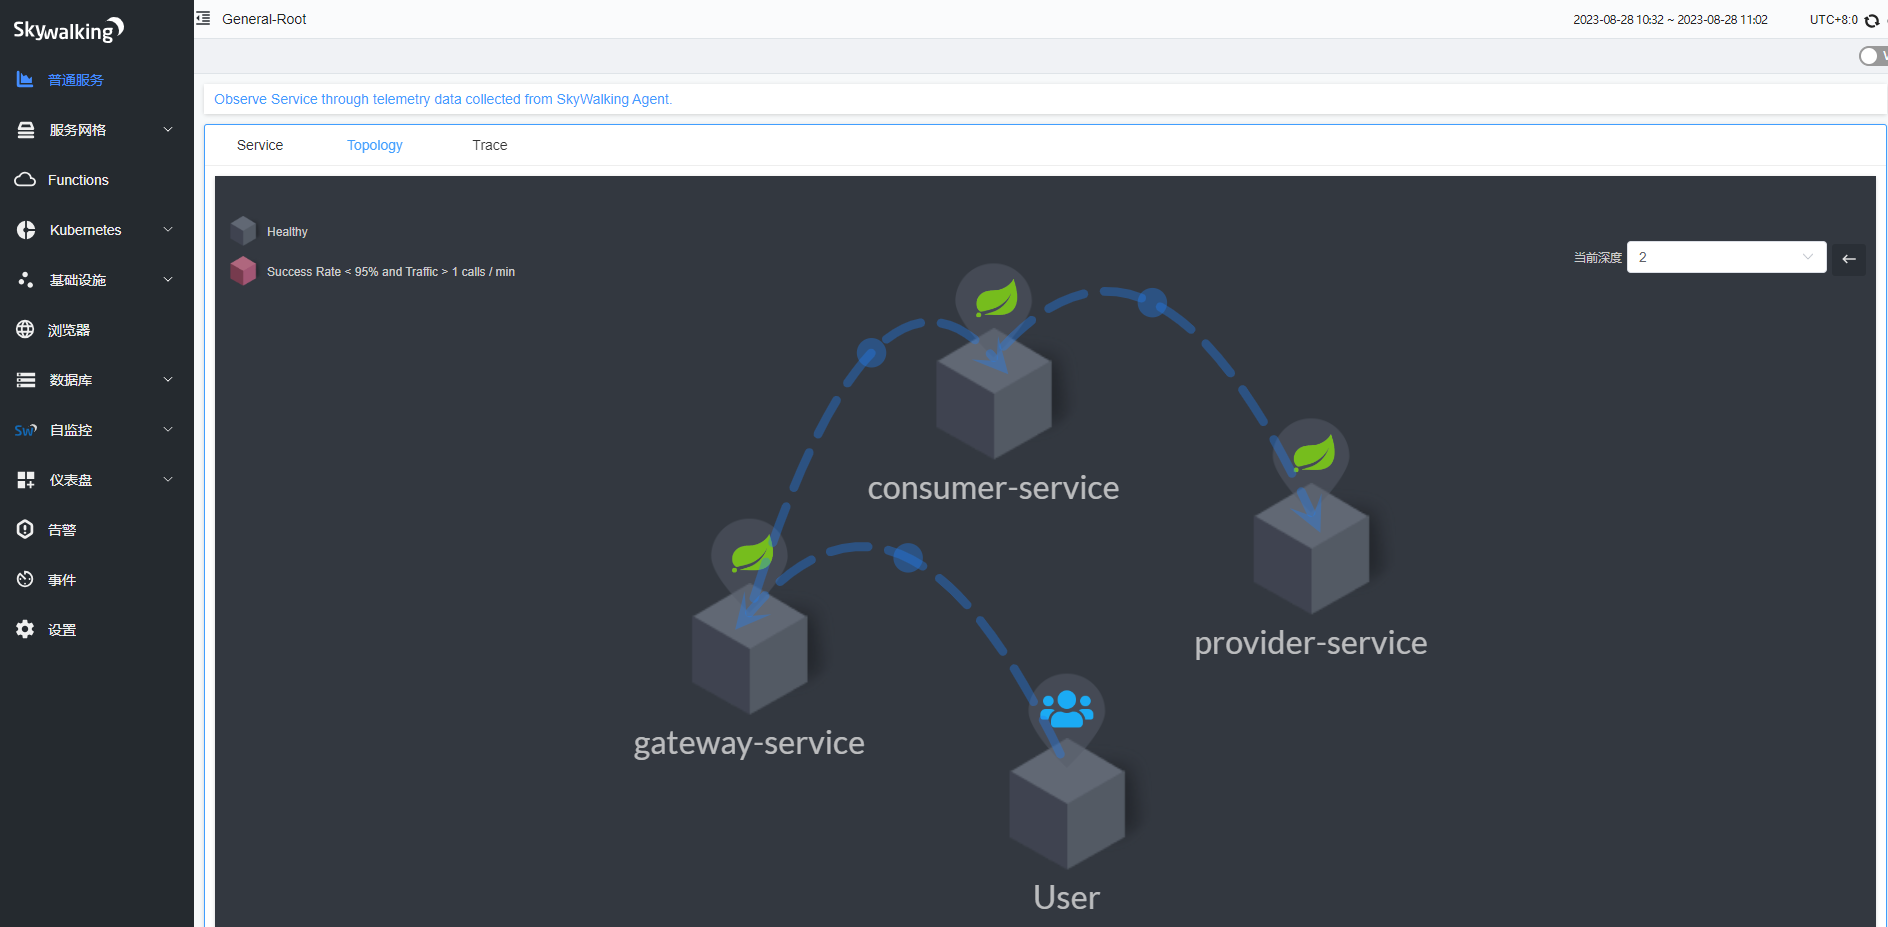 Skywalking
General-Root
2023-08-28 10:32 ~ 2023-08-28 11:02
UTC+8:0
普通服务
服务网格
Functions
Kubernetes
基础设施
浏览器
数据库
Sw
自监控
仪表盘
告警
事件
设置
Observe Service through telemetry data collected from SkyWalking Agent.
Service
Topology
Trace
Healthy
Success Rate < 95% and Traffic > 1 calls / min
当前深度
2
consumer-service
provider-service
gateway-service
User